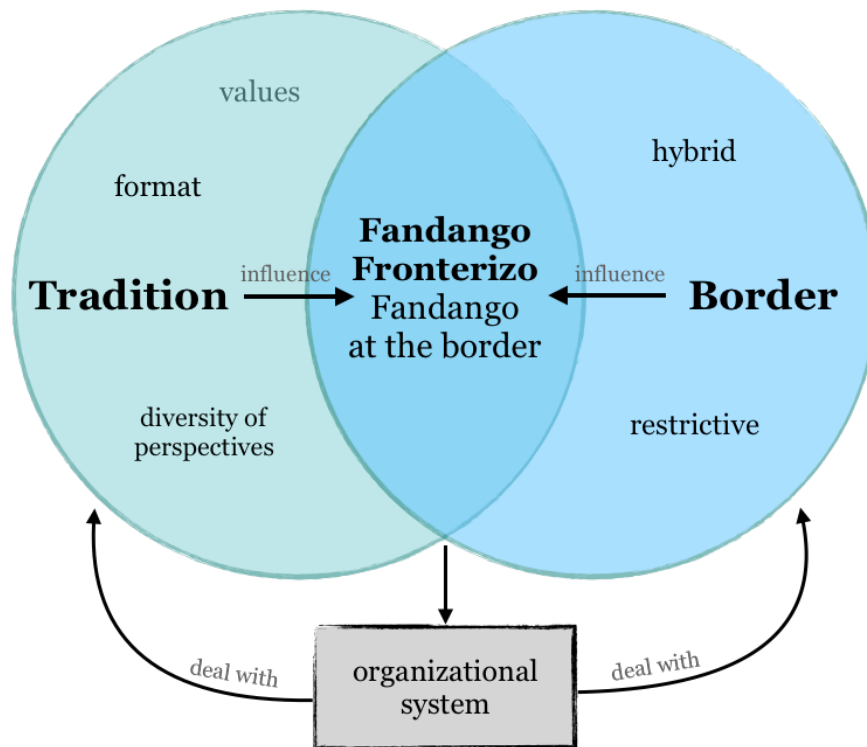 values
hybrid
format
Fandango
Fronterizo
influence
influence
Tradition
Border
Fandango
at the border
diversity of
perspectives
restrictive
deal with
deal with
organizational
system